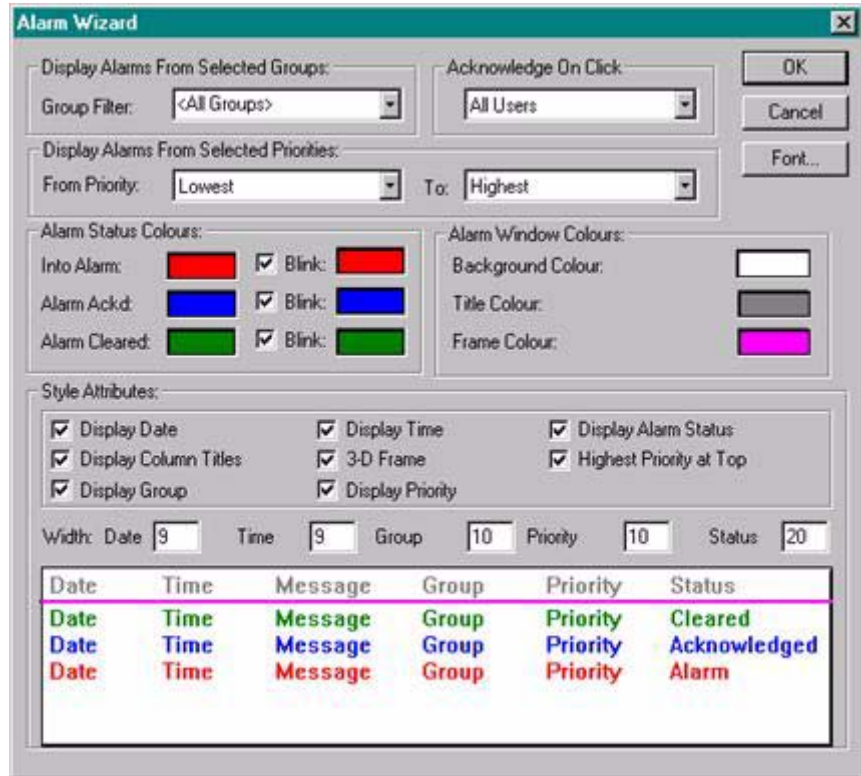 Alarm Wizard
Display Alarms From Selected Groups:
Group Filter: <All Groups>
Acknowledge On Click
All Users
OK
Cancel
Font...
Display Alarms From Selected Priorities:
From Priority: Lowest To: Highest
Alarm Status Colours:
Into Alarm: Blink:
Alarm Ackd: Blink:
Alarm Cleared: Blink:
Alarm Window Colours:
Background Colour:
Title Colour:
Frame Colour:
Style Attributes:
Display Date Display Time Display Alarm Status
Display Column Titles 3-D Frame Highest Priority at Top
Display Group Display Priority
Width: Date 9 Time 9 Group 10 Priority 10 Status 20
Date Time Message Group Priority Status
Date Time Message Group Priority Cleared
Date Time Message Group Priority Acknowledged
Date Time Message Group Priority Alarm